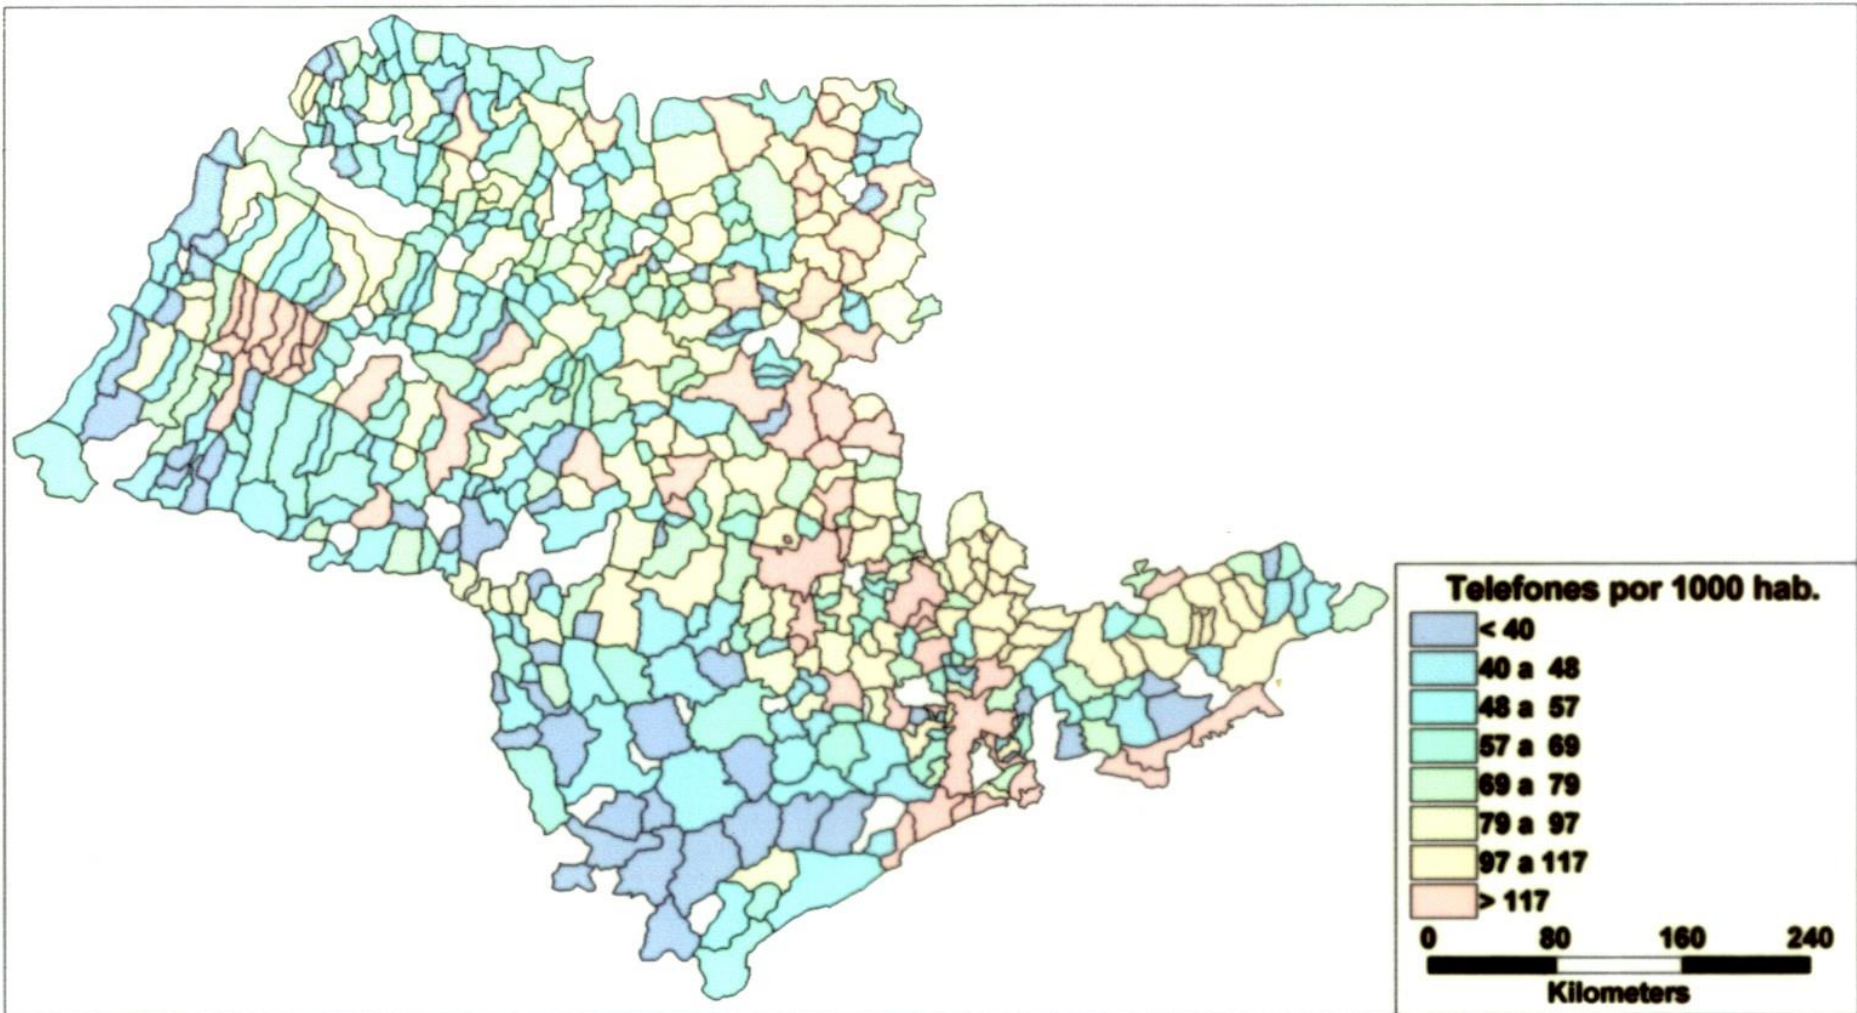 Telefones por 1000 hab.
< 40
40 a 48
48 a 57
57 a 69
69 a 79
79 a 97
97 a 117
> 117
0 80 160 240
Kilometers